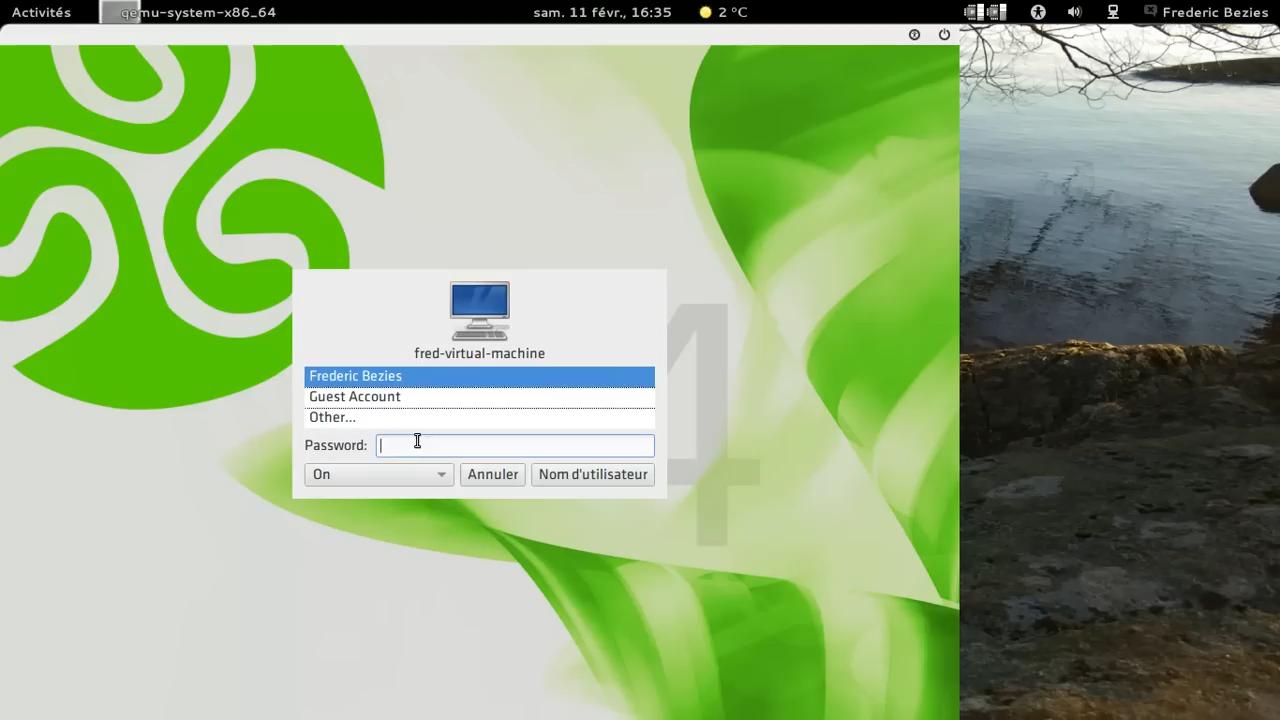 Activités qemu-system-x86_64 sam. 11 févr., 16:35 2 °C Frederic Bezies
4
fred-virtual-machine
Frederic Bezies
Guest Account
Other...
Password:
On Annuler Nom d'utilisateur